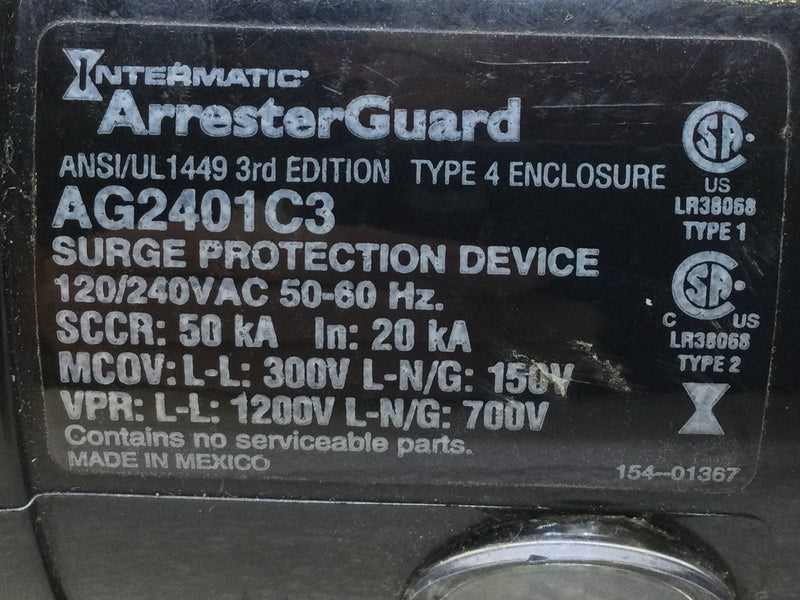 INTERMATIC®
ArresterGuard
ANSI/UL1449 3rd EDITION TYPE 4 ENCLOSURE
AG2401C3
SURGE PROTECTION DEVICE
120/240VAC 50-60 Hz.
SCCR: 50 kA In: 20 kA
MCOV: L-L: 300V L-N/G: 150V
VPR: L-L: 1200V L-N/G: 700V
Contains no serviceable parts.
MADE IN MEXICO
SA
US
LR38068
TYPE 1
SA
C US
LR38068
TYPE 2
154-01367